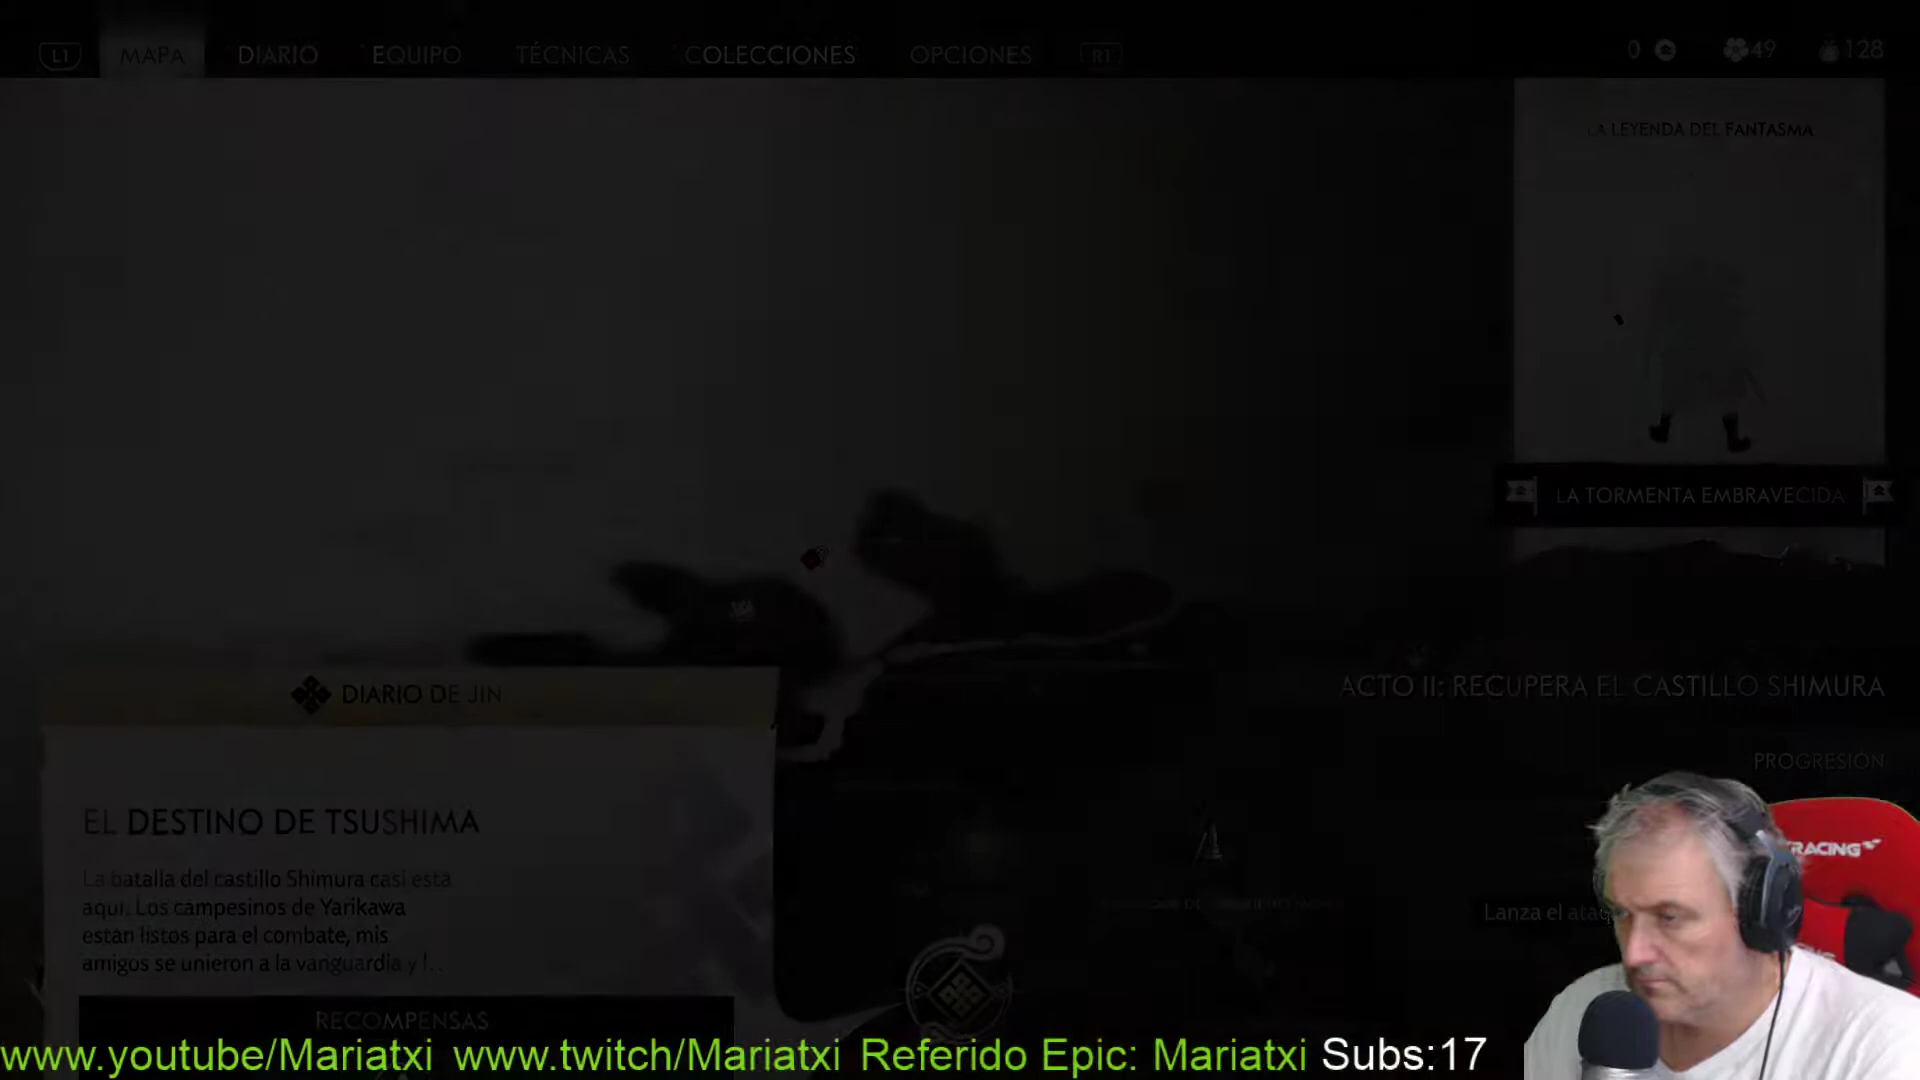 L1 MAPA DIARIO EQUIPO TÉCNICAS COLECCIONES OPCIONES R1 0 49 128
LA LEYENDA DEL FANTASMA
LA TORMENTA EMBRAVECIDA
ACTO II: RECUPERA EL CASTILLO SHIMURA
DIARIO DE JIN
PROGRESIÓN
EL DESTINO DE TSUSHIMA
La batalla del castillo Shimura casi está
aquí. Los campesinos de Yarikawa
están listos para el combate, mis
amigos se unieron a la vanguardia y l...
Lanza el
RECOMPENSAS
RACING
www.youtube/Mariatxi www.twitch/Mariatxi Referido Epic: Mariatxi Subs:17